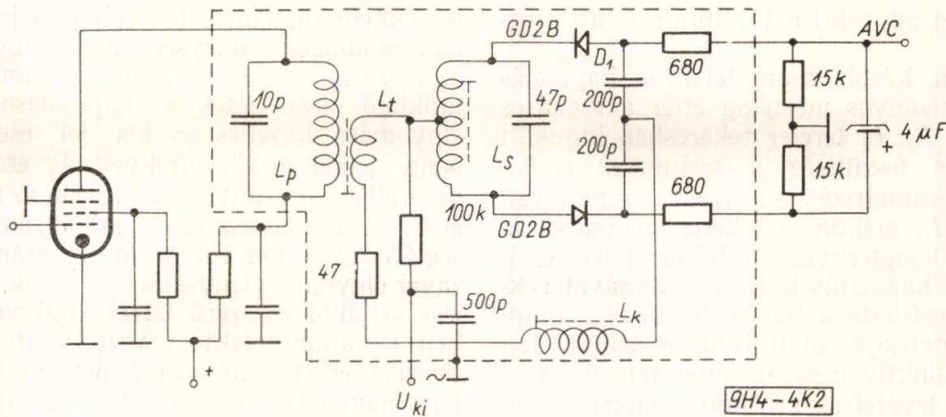 AVC
GD2B
D1
680
10p
Lt
47p
200p
15k
4 μF
+
200p
Lp
Ls
15k
100k
GD2B
680
47
500p
Lk
+
Uki
~
9H4-4K2